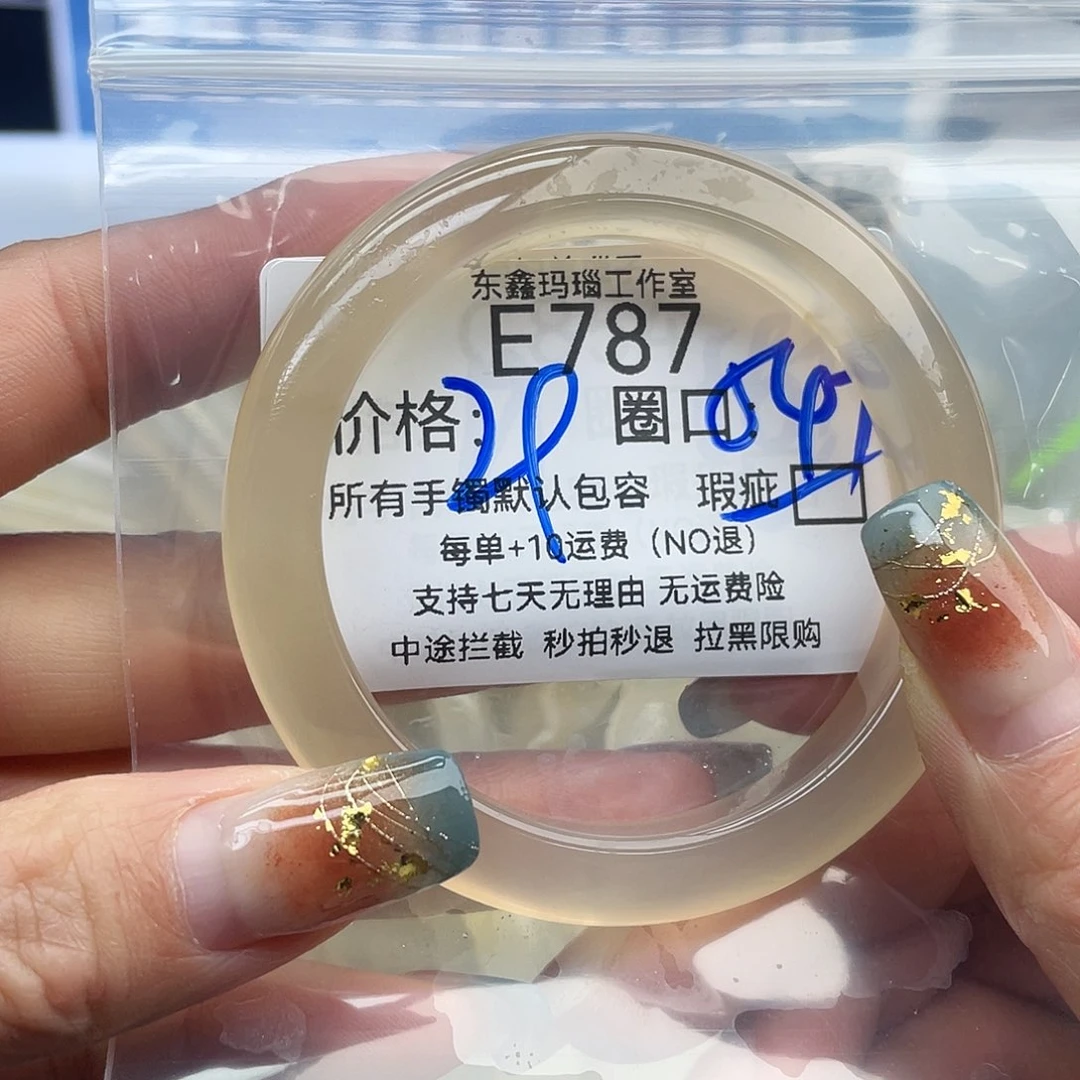 东鑫玛瑙工作室
E787
价格: 圈口:
所有手镯默认包容 瑕疵
每单+10运费（NO退）
支持七天无理由 无运费险
中途拦截 秒拍秒退 拉黑限购